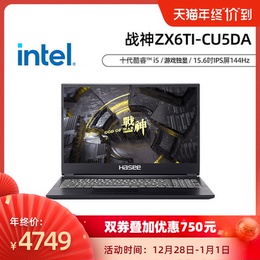 天猫年终价到
intel
战神ZX6TI-CU5DA
十代酷睿™ i5 / 游戏独显 / 15.6吋IPS屏144Hz
戰神
Hasee
年终价:
¥4749
双券叠加优惠750元
活动时间：12月28日-1月1日